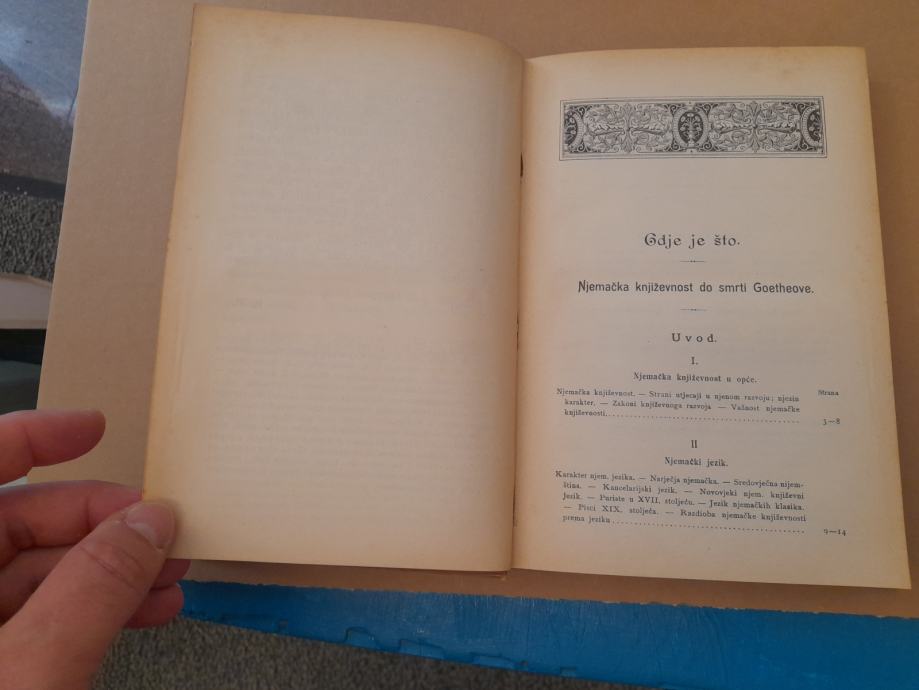 Gdje je što.
Njemačka književnost do smrti Goetheove.
Uvod.
I.
Njemačka književnost u opće.
Strana
Njemačka književnost. — Strani utjecaji u njenom razvoju; njezin
karakter. — Zakoni književnoga razvoja — Važnost njemačke
književnosti. 3—8
II
Njemački jezik.
Karakter njem. jezika. — Narječja njemačka. — Sredovječna nijem-
ština. — Kancelarijski jezik. — Novovjeki njem. književni
jezik. — Puriste u XVII. stoljeću. — Jezik njemačkih klasika.
— Pisci XIX. stoljeća. — Razdioba njemačke književnosti
prema jeziku 9—14